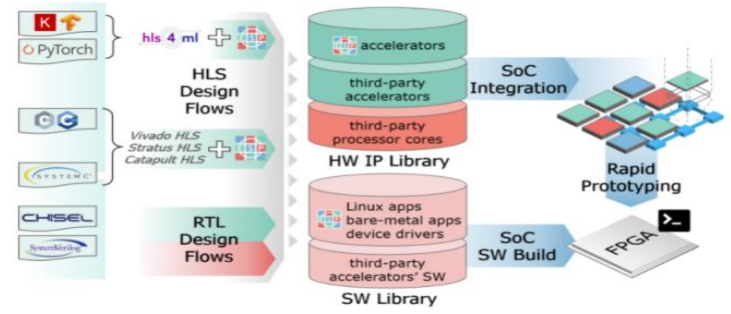 K
PyTorch
hls 4 ml
HLS
Design
Flows
C
C++
Vivado HLS
Stratus HLS
Catapult HLS
SYSTEMC
CHISEL
SystemVerilog
RTL
Design
Flows
ESP accelerators
third-party
accelerators
third-party
processor cores
HW IP Library
Linux apps
bare-metal apps
device drivers
third-party
accelerators' SW
SW Library
SoC
Integration
Rapid
Prototyping
SoC
SW Build
FPGA